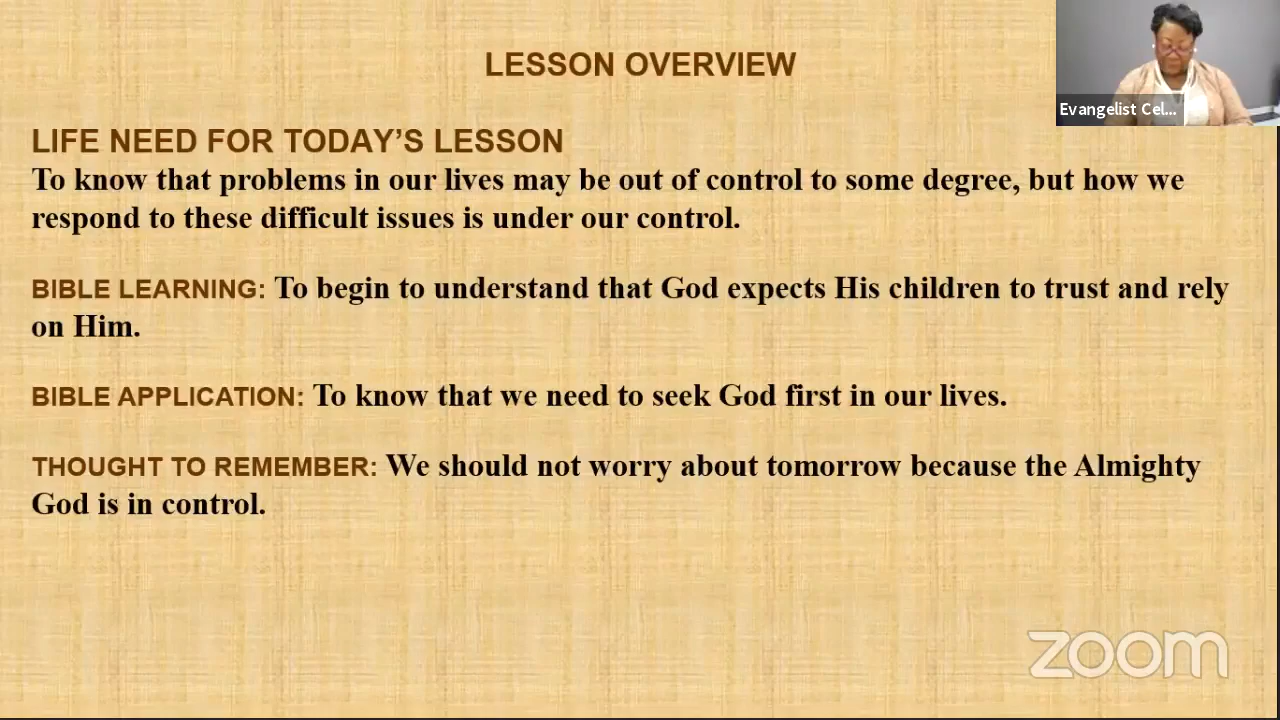 LESSON OVERVIEW
Evangelist Cel...
LIFE NEED FOR TODAY’S LESSON
To know that problems in our lives may be out of control to some degree, but how we
respond to these difficult issues is under our control.
BIBLE LEARNING: To begin to understand that God expects His children to trust and rely
on Him.
BIBLE APPLICATION: To know that we need to seek God first in our lives.
THOUGHT TO REMEMBER: We should not worry about tomorrow because the Almighty
God is in control.
zoom